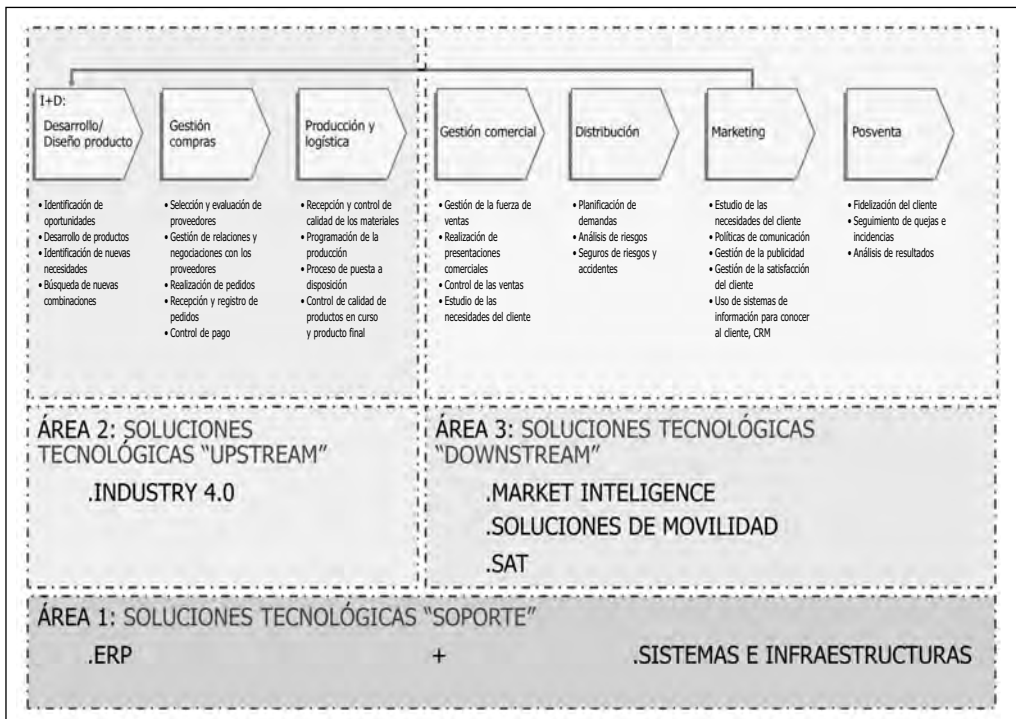 I+D:
Desarrollo/
Diseño producto
Gestión
compras
Producción y
logística
Gestión comercial
Distribución
Marketing
Posventa
• Identificación de
oportunidades
• Desarrollo de productos
• Identificación de nuevas
necesidades
• Búsqueda de nuevas
combinaciones
• Selección y evaluación de
proveedores
• Gestión de relaciones y
negociaciones con los
proveedores
• Realización de pedidos
• Recepción y registro de
pedidos
• Control de pago
• Recepción y control de
calidad de los materiales
• Programación de la
producción
• Proceso de puesta a
disposición
• Control de calidad de
productos en curso
y producto final
• Gestión de la fuerza de
ventas
• Realización de
presentaciones
comerciales
• Control de las ventas
• Estudio de las
necesidades del cliente
• Planificación de
demandas
• Análisis de riesgos
• Seguros de riesgos y
accidentes
• Estudio de las
necesidades del cliente
• Políticas de comunicación
• Gestión de la publicidad
• Gestión de la satisfacción
del cliente
• Uso de sistemas de
información para conocer
al cliente, CRM
• Fidelización del cliente
• Seguimiento de quejas e
incidencias
• Análisis de resultados
ÁREA 2: SOLUCIONES
TECNOLÓGICAS “UPSTREAM”
.INDUSTRY 4.0
ÁREA 3: SOLUCIONES TECNOLÓGICAS
“DOWNSTREAM”
.MARKET INTELIGENCE
.SOLUCIONES DE MOVILIDAD
.SAT
ÁREA 1: SOLUCIONES TECNOLÓGICAS “SOPORTE”
.ERP + .SISTEMAS E INFRAESTRUCTURAS